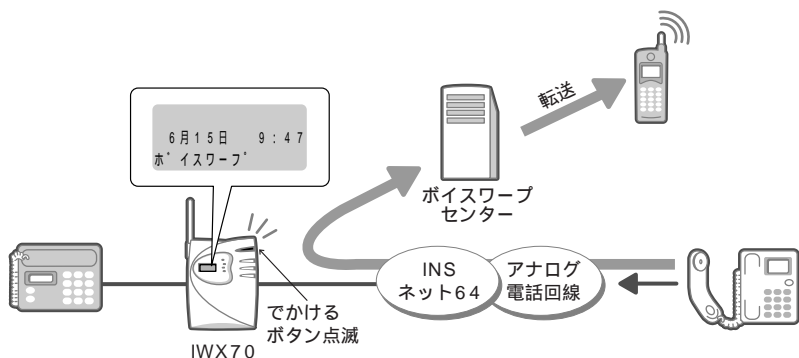 転送
6月15日 9:47
ボイスワープ
ボイスワープ
センター
INS
ネット64
アナログ
電話回線
でかける
ボタン点滅
IWX70